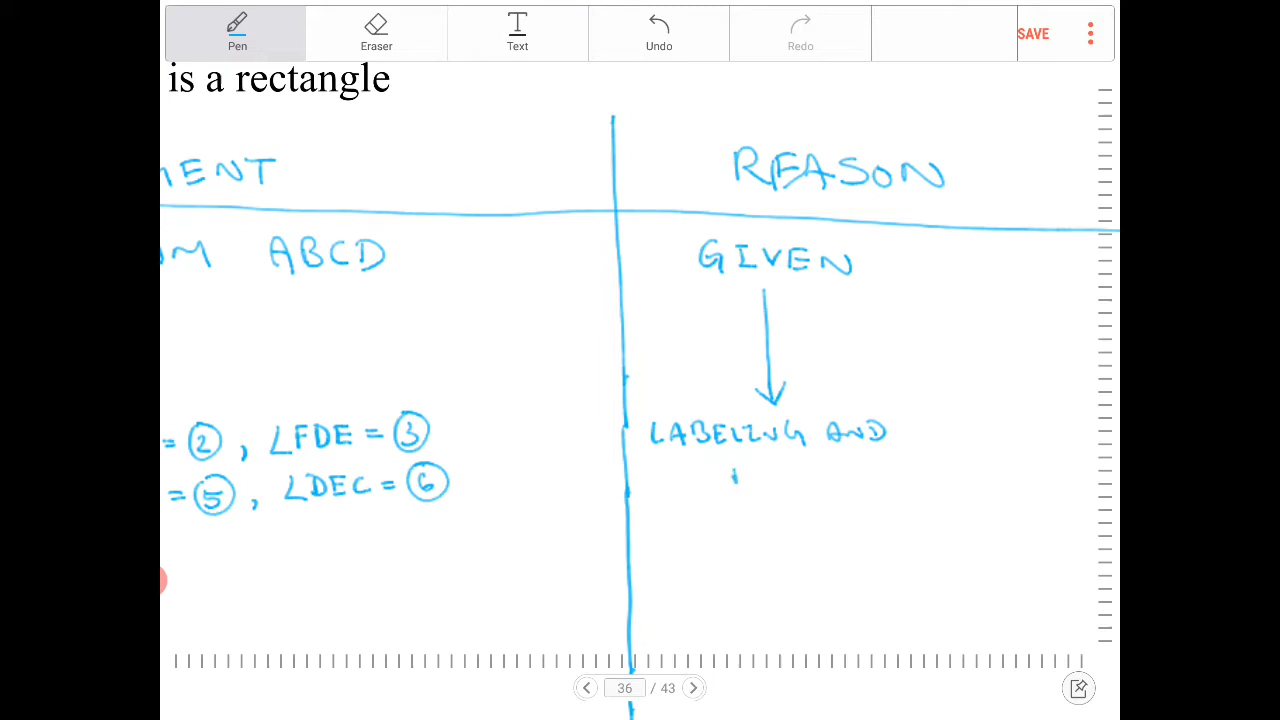 Pen Eraser Text Undo Redo SAVE
is a rectangle
MENT REASON
ABCD GIVEN
= 2 , ∠FDE = 3 LABELING AND
= 5 , ∠DEC = 6
36 / 43